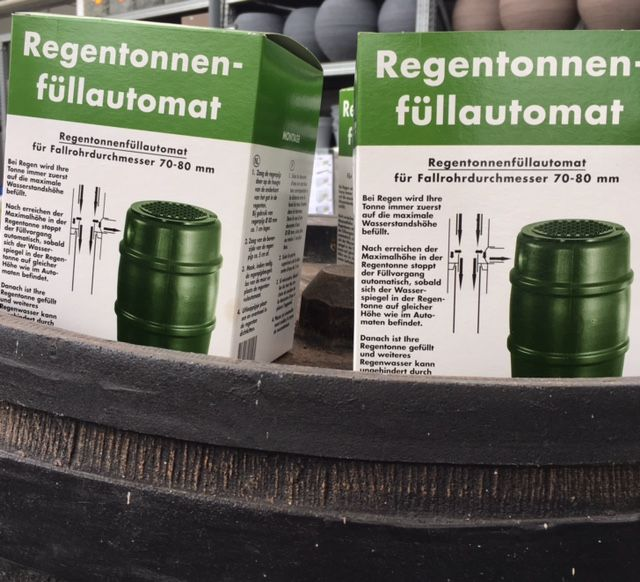 Regentonnen-
füllautomat
Regentonnenfüllautomat
für Fallrohrdurchmesser 70-80 mm
Bei Regen wird Ihre
Tonne immer zuerst
auf die maximale
Wasserstandshöhe
befüllt.
Nach erreichen der
Maximalhöhe in der
Regentonne stoppt
der Füllvorgang
automatisch, sobald
sich der Wasser-
spiegel in der Regen-
tonne auf gleicher
Höhe wie im Auto-
maten befindet.
Danach ist Ihre
Regentonne gefüllt
und weiteres
Regenwasser kann
ungehindert durch
MONTAGE
NL
Regentonnen-
füllautomat
Regentonnenfüllautomat
für Fallrohrdurchmesser 70-80 mm
Bei Regen wird Ihre
Tonne immer zuerst
auf die maximale
Wasserstandshöhe
befüllt.
Nach erreichen der
Maximalhöhe in der
Regentonne stoppt
der Füllvorgang
automatisch, sobald
sich der Wasser-
spiegel in der Regen-
tonne auf gleicher
Höhe wie im Auto-
maten befindet.
Danach ist Ihre
Regentonne gefüllt
und weiteres
Regenwasser kann
ungehindert durch